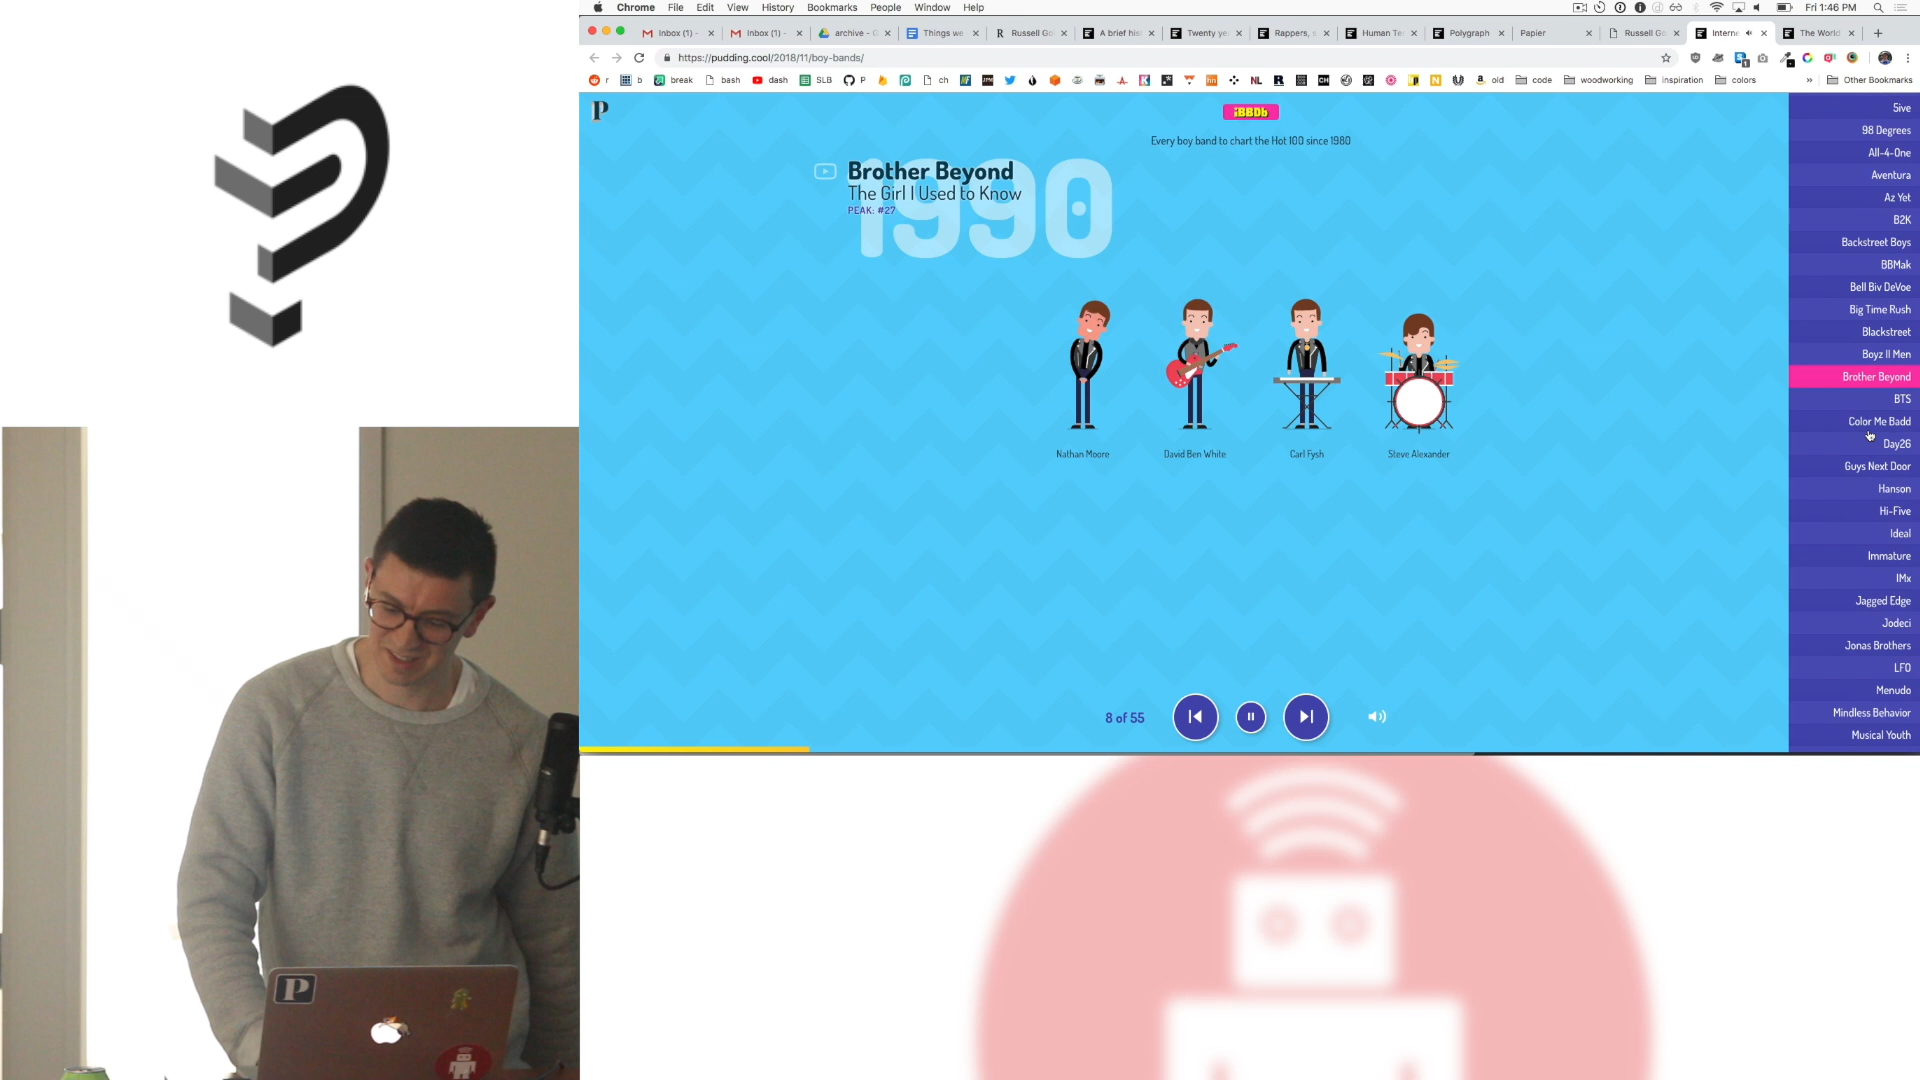 Chrome File Edit View History Bookmarks People Window Help
Fri 1:46 PM
Inbox (1) -
Inbox (1) -
archive - G
Things we
Russell Go
A brief his
Twenty ye
Rappers, s
Human Te
Polygraph
Papier
Russell Go
Interne
The World
https://pudding.cool/2018/11/boy-bands/
r
b
break
bash
dash
SLB
P
ch
NL
CH
old
code
woodworking
inspiration
colors
»
Other Bookmarks
P
iBBDb
Every boy band to chart the Hot 100 since 1980
1990
Brother Beyond
The Girl I Used to Know
PEAK: #27
Nathan Moore
David Ben White
Carl Fysh
Steve Alexander
8 of 55
5ive
98 Degrees
All-4-One
Aventura
Az Yet
B2K
Backstreet Boys
BBMak
Bell Biv DeVoe
Big Time Rush
Blackstreet
Boyz II Men
Brother Beyond
BTS
Color Me Badd
Day26
Guys Next Door
Hanson
Hi-Five
Ideal
Immature
IMx
Jagged Edge
Jodeci
Jonas Brothers
LFO
Menudo
Mindless Behavior
Musical Youth
P